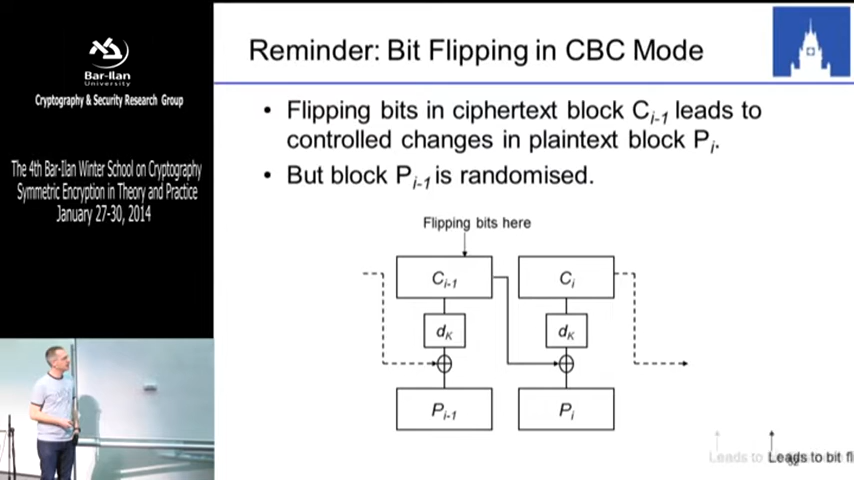 Bar-Ilan
University
Cryptography & Security Research Group
The 4th Bar-Ilan Winter School on Cryptography
Symmetric Encryption in Theory and Practice
January 27-30, 2014
Reminder: Bit Flipping in CBC Mode
• Flipping bits in ciphertext block Ci-1 leads to
controlled changes in plaintext block Pi.
• But block Pi-1 is randomised.
Flipping bits here
Ci-1 Ci
dK dK
Pi-1 Pi
Leads to Leads to bit fl